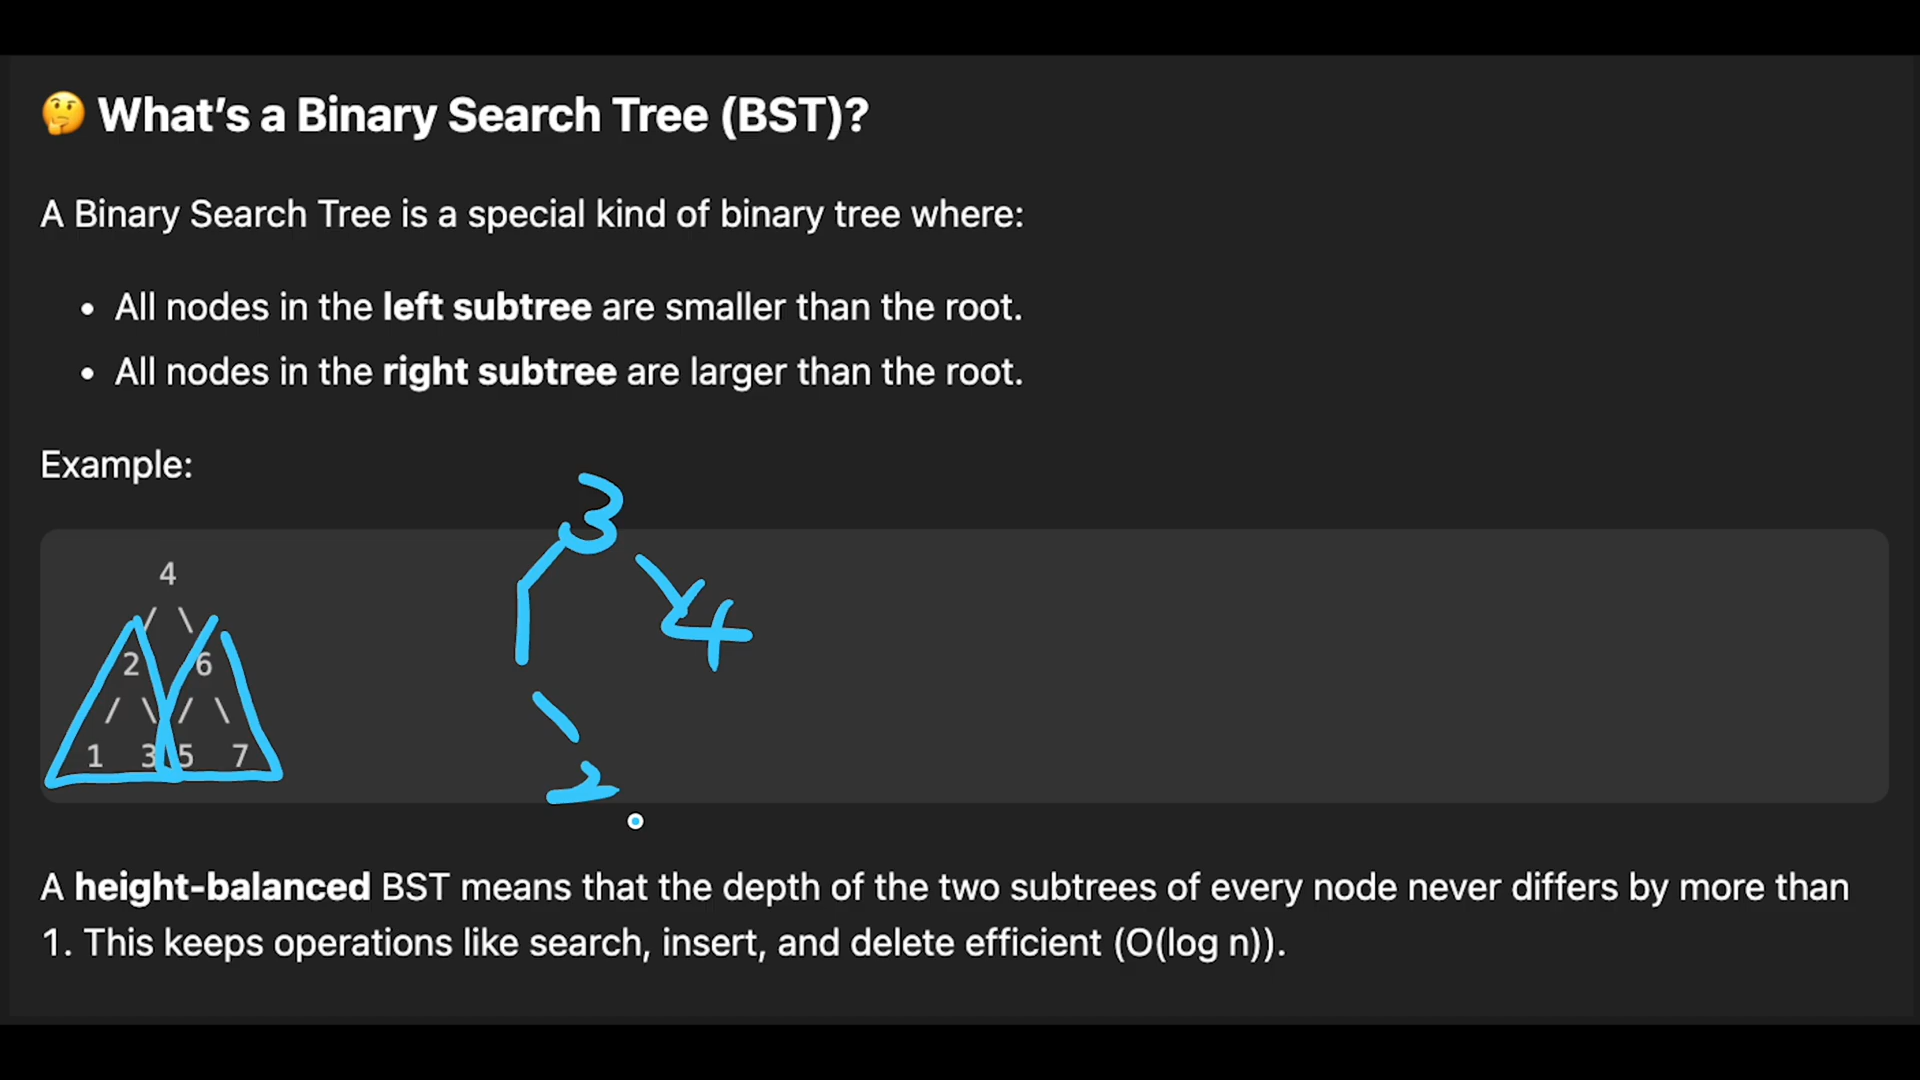 🤔 What's a Binary Search Tree (BST)?
A Binary Search Tree is a special kind of binary tree where:
• All nodes in the left subtree are smaller than the root.
• All nodes in the right subtree are larger than the root.
Example:
3
4
/ \
4
2 6
/ \ / \
1
1 3 5 7
\
2
A height-balanced BST means that the depth of the two subtrees of every node never differs by more than
1. This keeps operations like search, insert, and delete efficient (O(log n)).